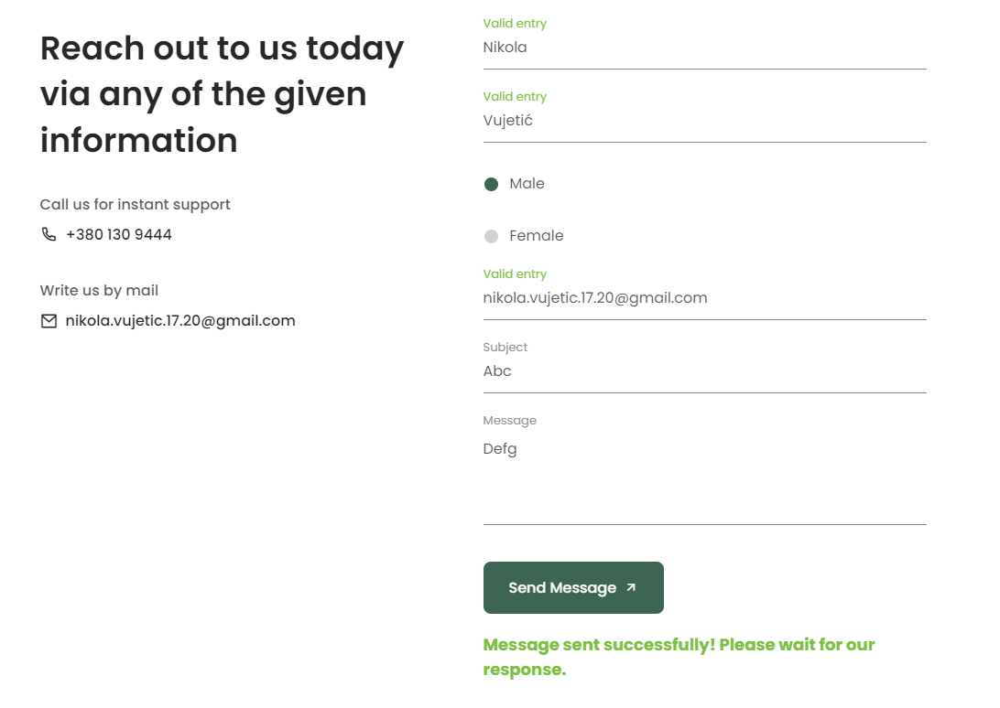 Reach out to us today
via any of the given
information
Call us for instant support
+380 130 9444
Write us by mail
nikola.vujetic.17.20@gmail.com
Valid entry
Nikola
Valid entry
Vujetić
Male
Female
Valid entry
nikola.vujetic.17.20@gmail.com
Subject
Abc
Message
Defg
Send Message
Message sent successfully! Please wait for our
response.